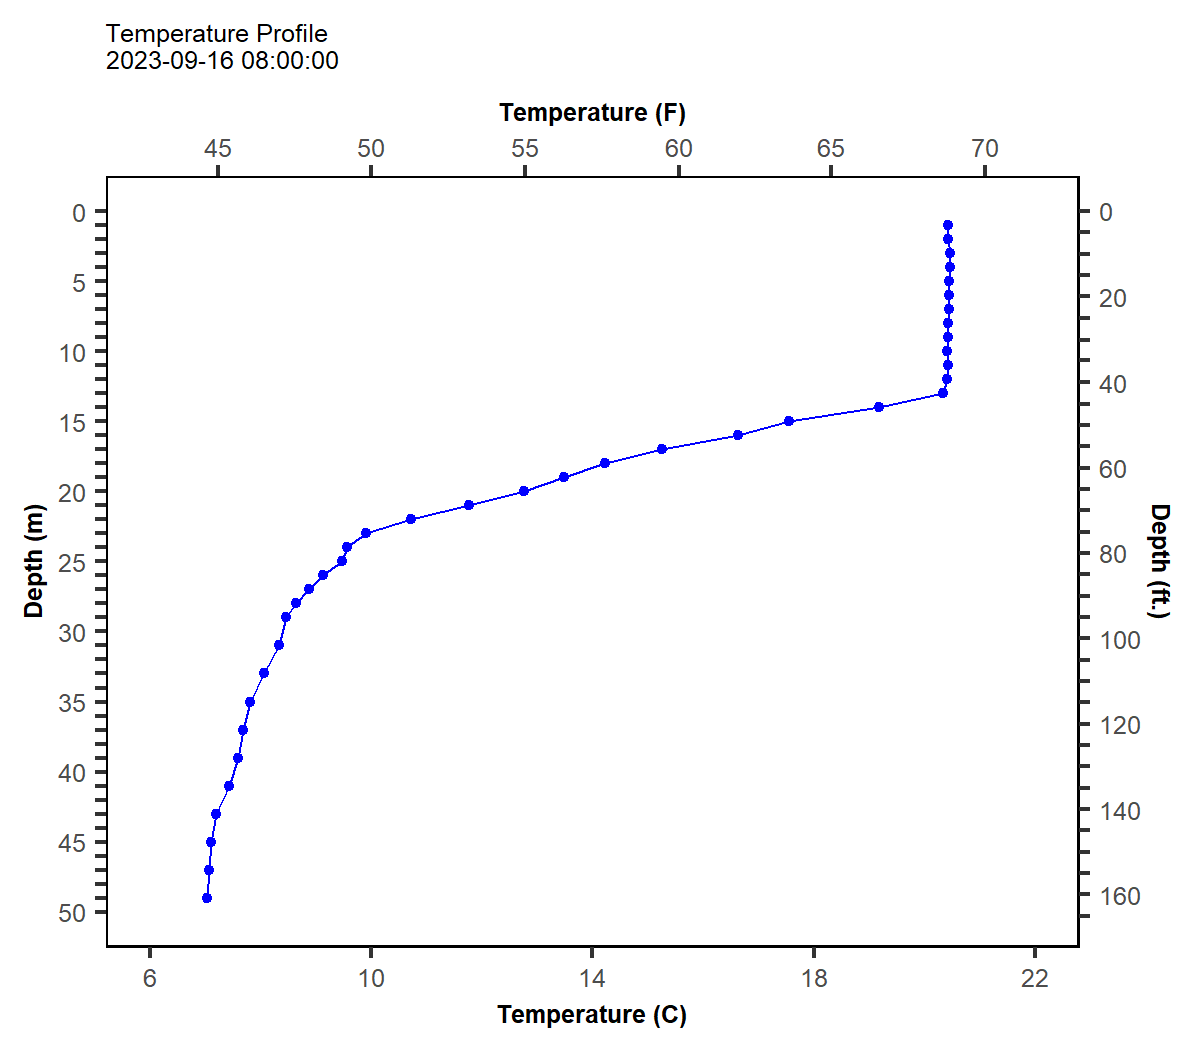 Temperature Profile
2023-09-16 08:00:00
Temperature (F)
45 50 55 60 65 70
0 0
5 20
10 40
15 60
20 80
25 100
30 120
35 140
40 160
45
50
Depth (m)
Depth (ft.)
6 10 14 18 22
Temperature (C)